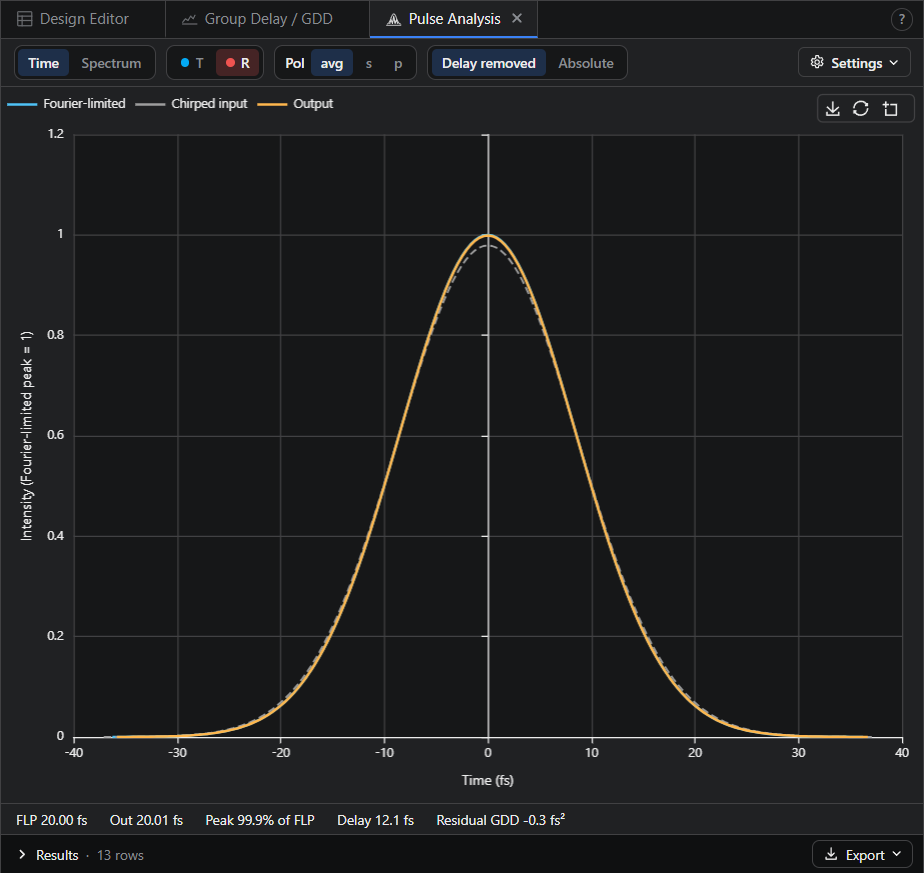 Design Editor Group Delay / GDD Pulse Analysis ?
Time Spectrum T R Pol avg s p Delay removed Absolute Settings
Fourier-limited Chirped input Output
1.2
1
0.8
0.6
0.4
0.2
0
Intensity (Fourier-limited peak = 1)
-40 -30 -20 -10 0 10 20 30 40
Time (fs)
FLP 20.00 fs Out 20.01 fs Peak 99.9% of FLP Delay 12.1 fs Residual GDD -0.3 fs²
Results · 13 rows Export